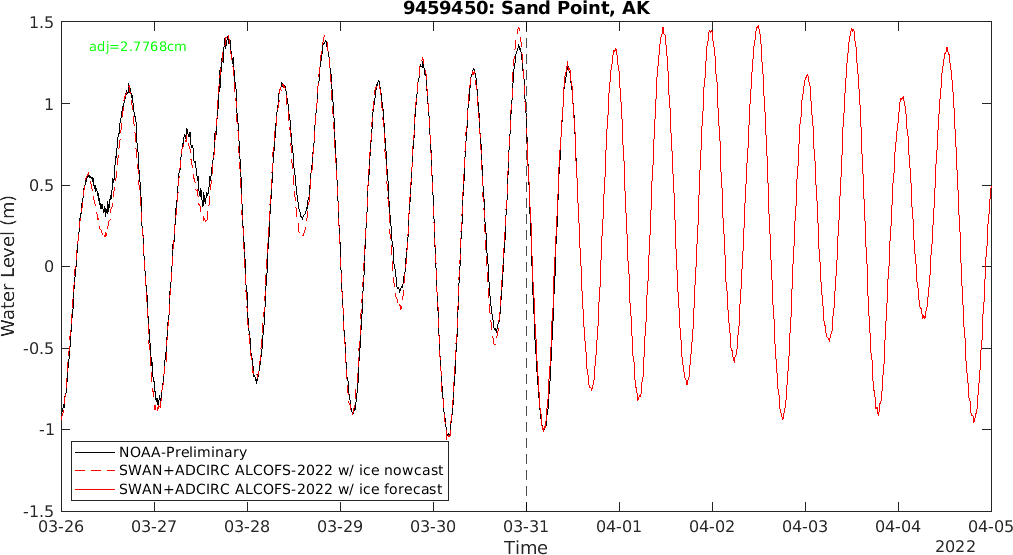 9459450: Sand Point, AK
adj=2.7768cm
Water Level (m)
1.5
1
0.5
0
-0.5
-1
-1.5
NOAA-Preliminary
SWAN+ADCIRC ALCOFS-2022 w/ ice nowcast
SWAN+ADCIRC ALCOFS-2022 w/ ice forecast
03-26 03-27 03-28 03-29 03-30 03-31 04-01 04-02 04-03 04-04 04-05
Time
2022